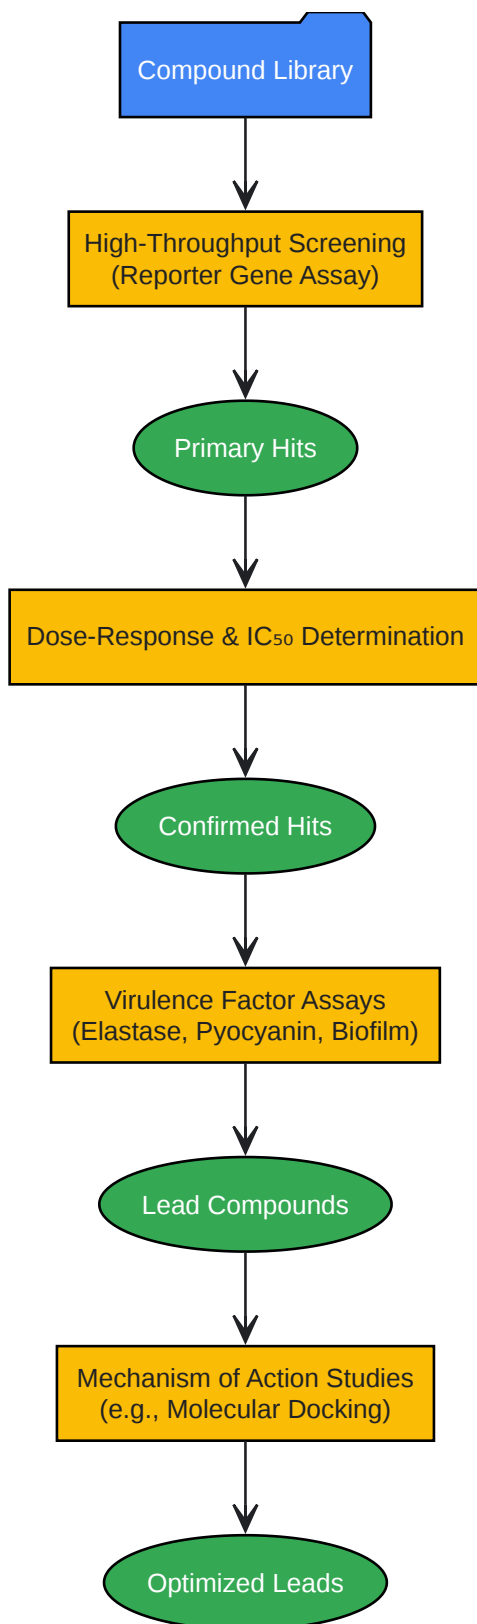 Compound Library
High-Throughput Screening
(Reporter Gene Assay)
Primary Hits
Dose-Response & IC₅₀ Determination
Confirmed Hits
Virulence Factor Assays
(Elastase, Pyocyanin, Biofilm)
Lead Compounds
Mechanism of Action Studies
(e.g., Molecular Docking)
Optimized Leads